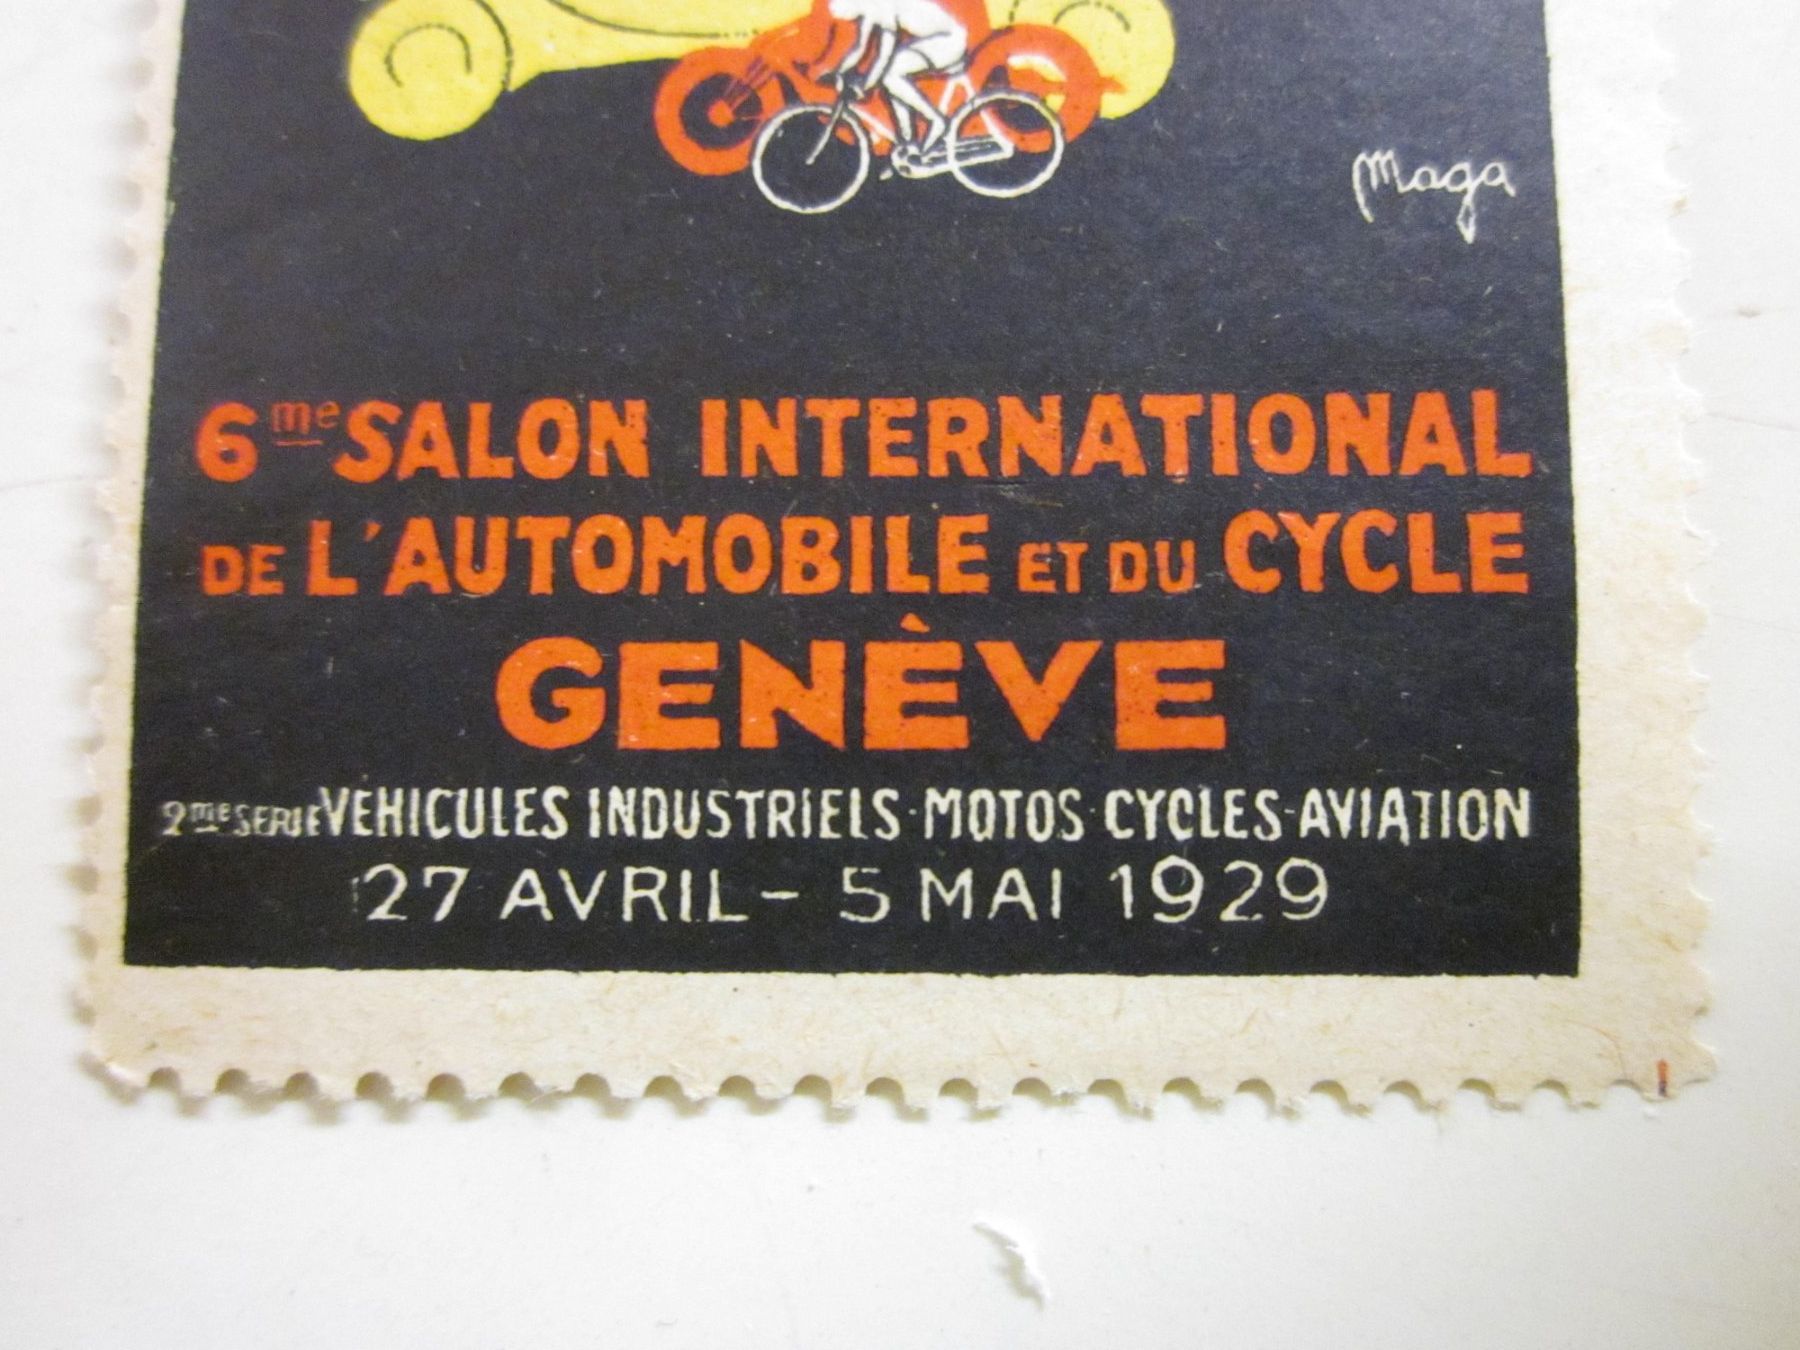 Maga
6me SALON INTERNATIONAL
DE L'AUTOMOBILE ET DU CYCLE
GENÈVE
2me SERIE VEHICULES INDUSTRIELS · MOTOS · CYCLES - AVIATION
27 AVRIL - 5 MAI 1929